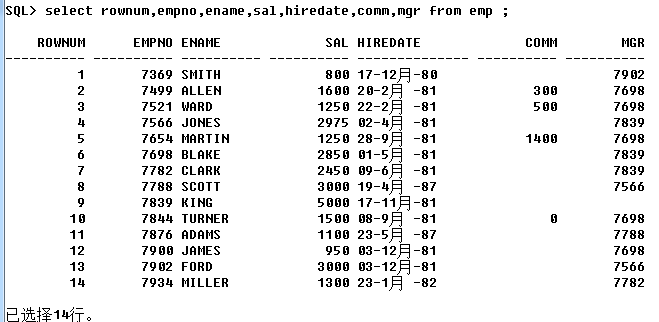 SQL> select rownum,empno,ename,sal,hiredate,comm,mgr from emp ;
ROWNUM EMPNO ENAME SAL HIREDATE COMM MGR
---------- ---------- ---------- ---------- -------------- ---------- ----------
1 7369 SMITH 800 17-12月-80 7902
2 7499 ALLEN 1600 20-2月 -81 300 7698
3 7521 WARD 1250 22-2月 -81 500 7698
4 7566 JONES 2975 02-4月 -81 7839
5 7654 MARTIN 1250 28-9月 -81 1400 7698
6 7698 BLAKE 2850 01-5月 -81 7839
7 7782 CLARK 2450 09-6月 -81 7839
8 7788 SCOTT 3000 19-4月 -87 7566
9 7839 KING 5000 17-11月-81
10 7844 TURNER 1500 08-9月 -81 0 7698
11 7876 ADAMS 1100 23-5月 -87 7788
12 7900 JAMES 950 03-12月-81 7698
13 7902 FORD 3000 03-12月-81 7566
14 7934 MILLER 1300 23-1月 -82 7782
已选择14行。